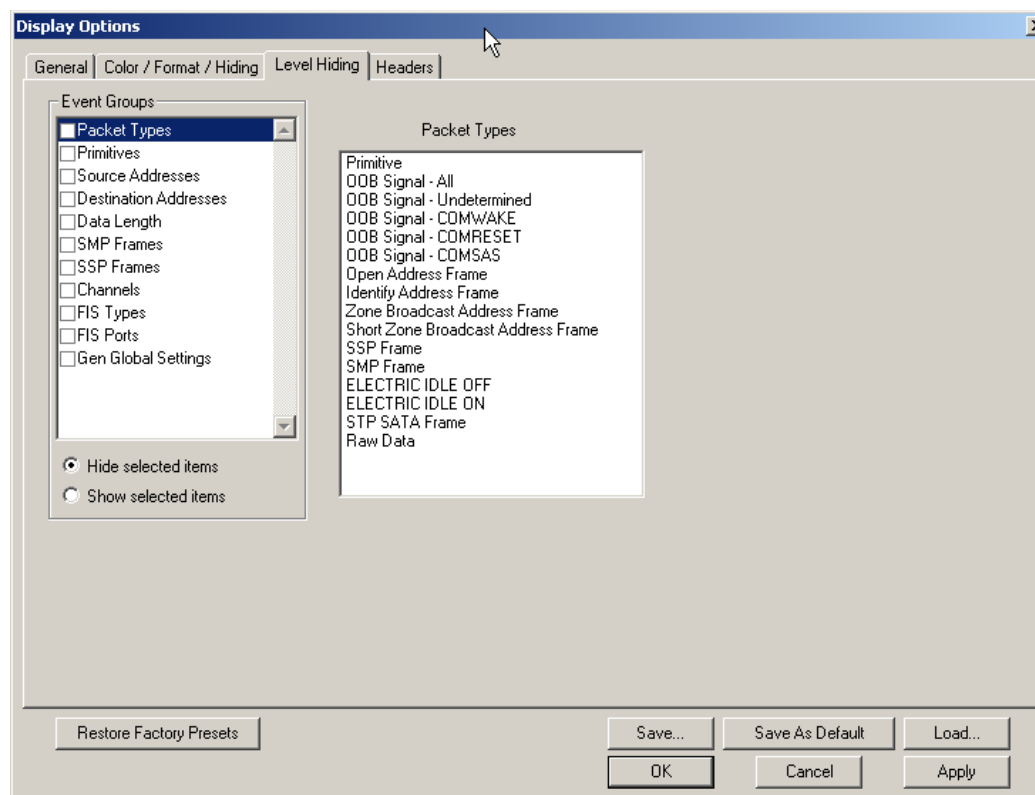 Display Options
General
Color / Format / Hiding
Level Hiding
Headers
Event Groups
Packet Types
Primitives
Source Addresses
Destination Addresses
Data Length
SMP Frames
SSP Frames
Channels
FIS Types
FIS Ports
Gen Global Settings
Hide selected items
Show selected items
Packet Types
Primitive
OOB Signal - All
OOB Signal - Undetermined
OOB Signal - COMWAKE
OOB Signal - COMRESET
OOB Signal - COMSAS
Open Address Frame
Identify Address Frame
Zone Broadcast Address Frame
Short Zone Broadcast Address Frame
SSP Frame
SMP Frame
ELECTRIC IDLE OFF
ELECTRIC IDLE ON
STP SATA Frame
Raw Data
Restore Factory Presets
Save...
Save As Default
Load...
OK
Cancel
Apply